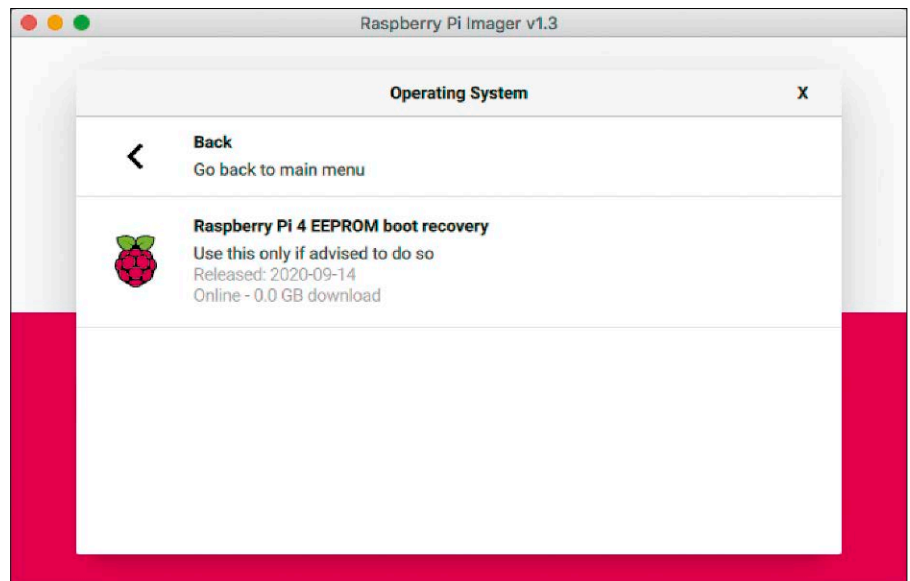 Raspberry Pi Imager v1.3
Operating System X
Back
Go back to main menu
Raspberry Pi 4 EEPROM boot recovery
Use this only if advised to do so
Released: 2020-09-14
Online - 0.0 GB download